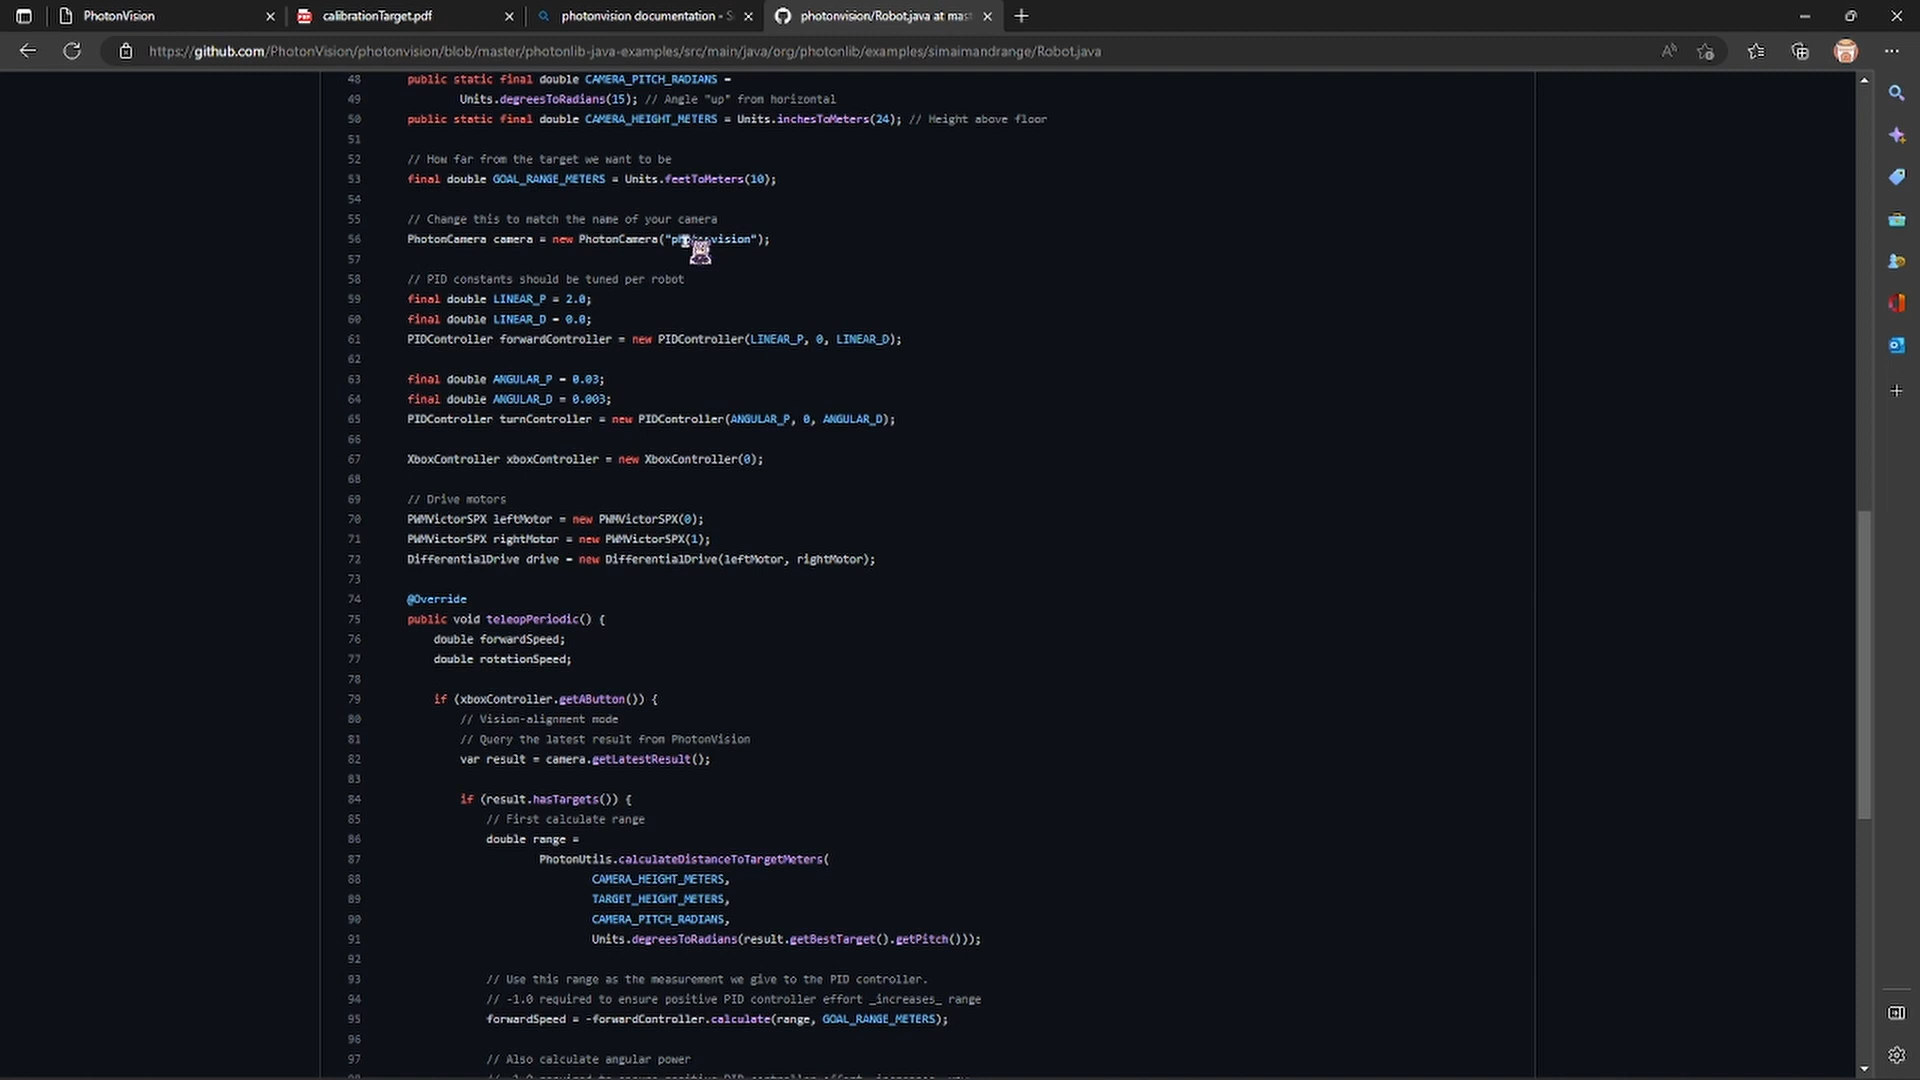 PhotonVision
calibrationTarget.pdf
photonvision documentation - S
photonvision/Robot.java at mas
https://github.com/PhotonVision/photonvision/blob/master/photonlib-java-examples/src/main/java/org/photonlib/examples/simaimandrange/Robot.java
48 public static final double CAMERA_PITCH_RADIANS =
49 Units.degreesToRadians(15); // Angle "up" from horizontal
50 public static final double CAMERA_HEIGHT_METERS = Units.inchesToMeters(24); // Height above floor
51
52 // How far from the target we want to be
53 final double GOAL_RANGE_METERS = Units.feetToMeters(10);
54
55 // Change this to match the name of your camera
56 PhotonCamera camera = new PhotonCamera("photonvision");
57
58 // PID constants should be tuned per robot
59 final double LINEAR_P = 2.0;
60 final double LINEAR_D = 0.0;
61 PIDController forwardController = new PIDController(LINEAR_P, 0, LINEAR_D);
62
63 final double ANGULAR_P = 0.03;
64 final double ANGULAR_D = 0.003;
65 PIDController turnController = new PIDController(ANGULAR_P, 0, ANGULAR_D);
66
67 XboxController xboxController = new XboxController(0);
68
69 // Drive motors
70 PWMVictorSPX leftMotor = new PWMVictorSPX(0);
71 PWMVictorSPX rightMotor = new PWMVictorSPX(1);
72 DifferentialDrive drive = new DifferentialDrive(leftMotor, rightMotor);
73
74 @Override
75 public void teleopPeriodic() {
76 double forwardSpeed;
77 double rotationSpeed;
78
79 if (xboxController.getAButton()) {
80 // Vision-alignment mode
81 // Query the latest result from PhotonVision
82 var result = camera.getLatestResult();
83
84 if (result.hasTargets()) {
85 // First calculate range
86 double range =
87 PhotonUtils.calculateDistanceToTargetMeters(
88 CAMERA_HEIGHT_METERS,
89 TARGET_HEIGHT_METERS,
90 CAMERA_PITCH_RADIANS,
91 Units.degreesToRadians(result.getBestTarget().getPitch()));
92
93 // Use this range as the measurement we give to the PID controller.
94 // -1.0 required to ensure positive PID controller effort _increases_ range
95 forwardSpeed = -forwardController.calculate(range, GOAL_RANGE_METERS);
96
97 // Also calculate angular power